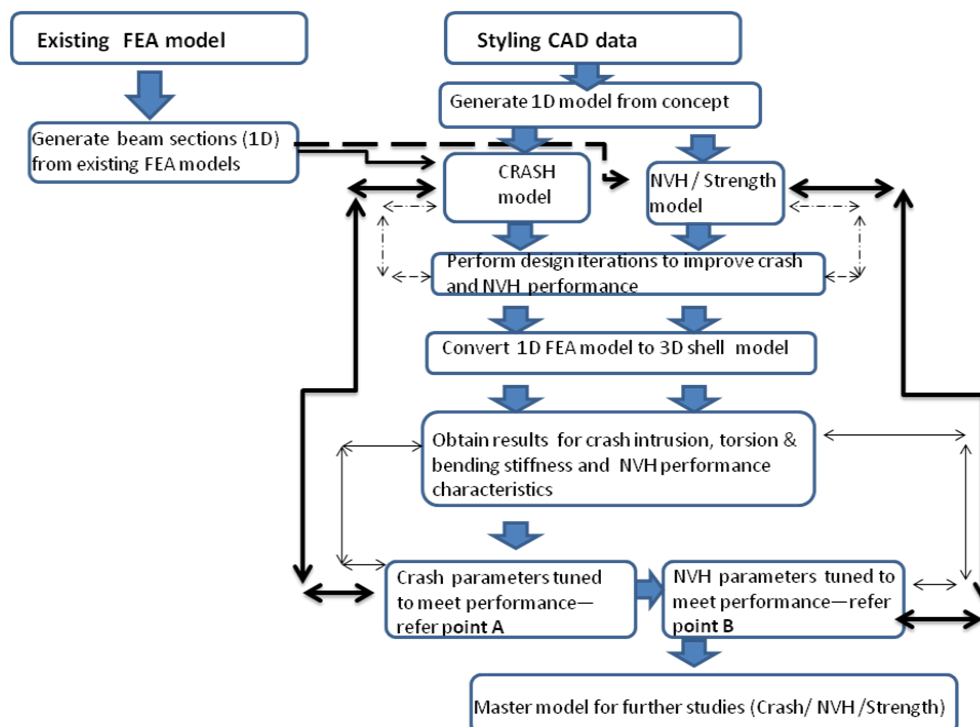 Existing FEA model
Styling CAD data
Generate 1D model from concept
Generate beam sections (1D)
from existing FEA models
CRASH
model
NVH / Strength
model
Perform design iterations to improve crash
and NVH performance
Convert 1D FEA model to 3D shell model
Obtain results for crash intrusion, torsion &
bending stiffness and NVH performance
characteristics
Crash parameters tuned
to meet performance—
refer point A
NVH parameters tuned to
meet performance—refer
point B
Master model for further studies (Crash/ NVH /Strength)